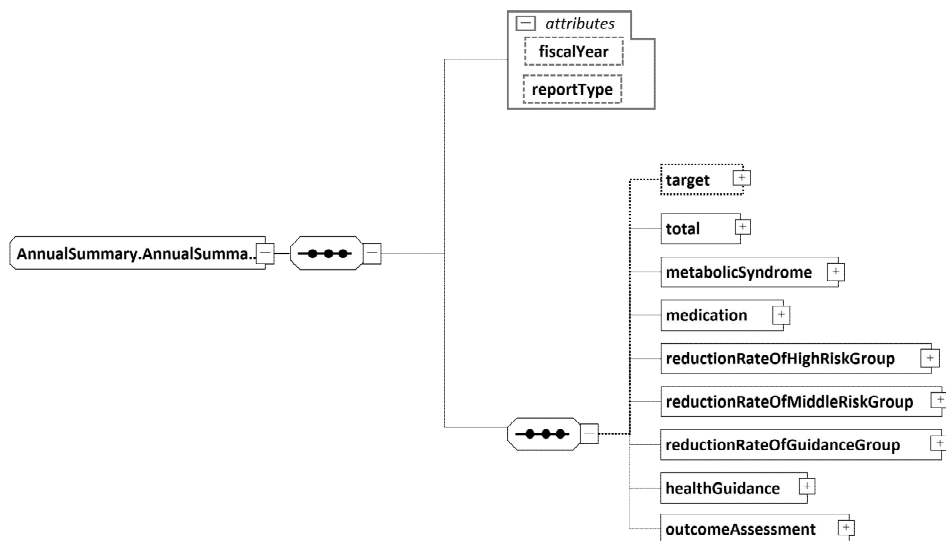 attributes
fiscalYear
reportType
target
total
AnnualSummary.AnnualSumma..
metabolicSyndrome
medication
reductionRateOfHighRiskGroup
reductionRateOfMiddleRiskGroup
reductionRateOfGuidanceGroup
healthGuidance
outcomeAssessment